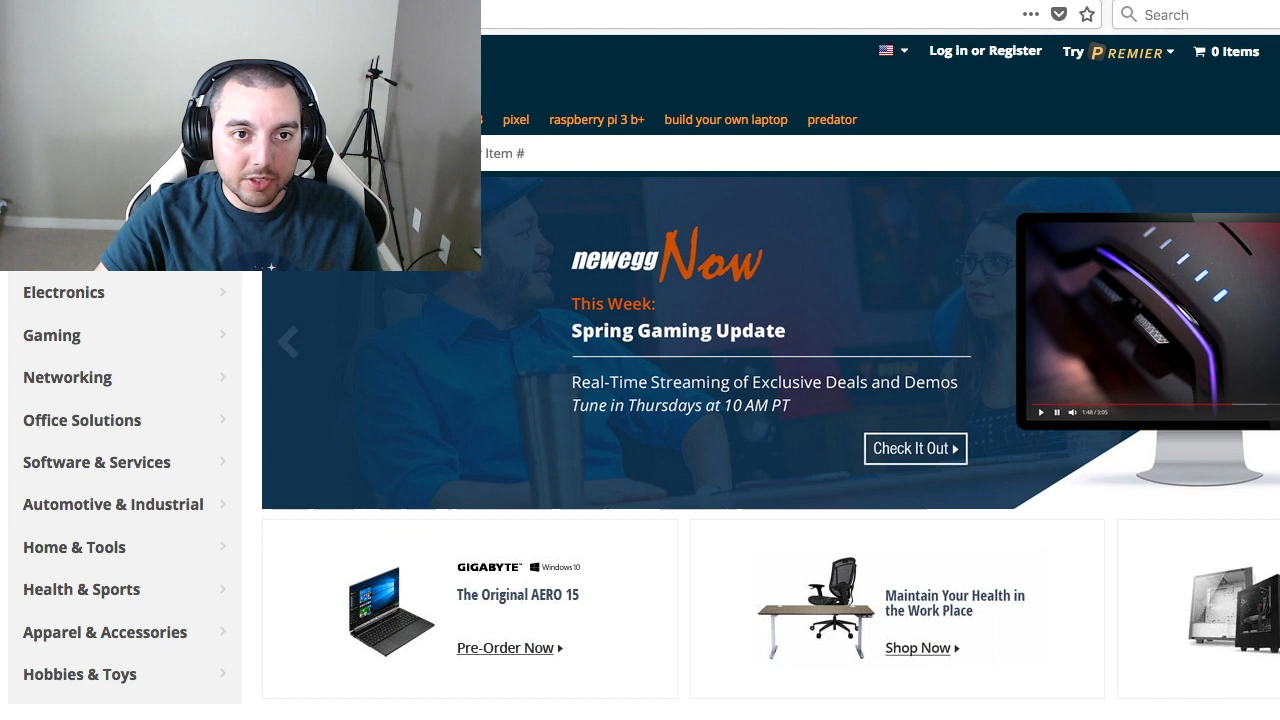 Search
Log in or Register
Try PREMIER
0 Items
pixel
raspberry pi 3 b+
build your own laptop
predator
Item #
newegg Now
This Week:
Spring Gaming Update
Real-Time Streaming of Exclusive Deals and Demos
Tune in Thursdays at 10 AM PT
Check It Out
1:48 / 3:05
Electronics
Gaming
Networking
Office Solutions
Software & Services
Automotive & Industrial
Home & Tools
Health & Sports
Apparel & Accessories
Hobbies & Toys
GIGABYTE™ Windows 10
The Original AERO 15
Pre-Order Now
Maintain Your Health in
the Work Place
Shop Now